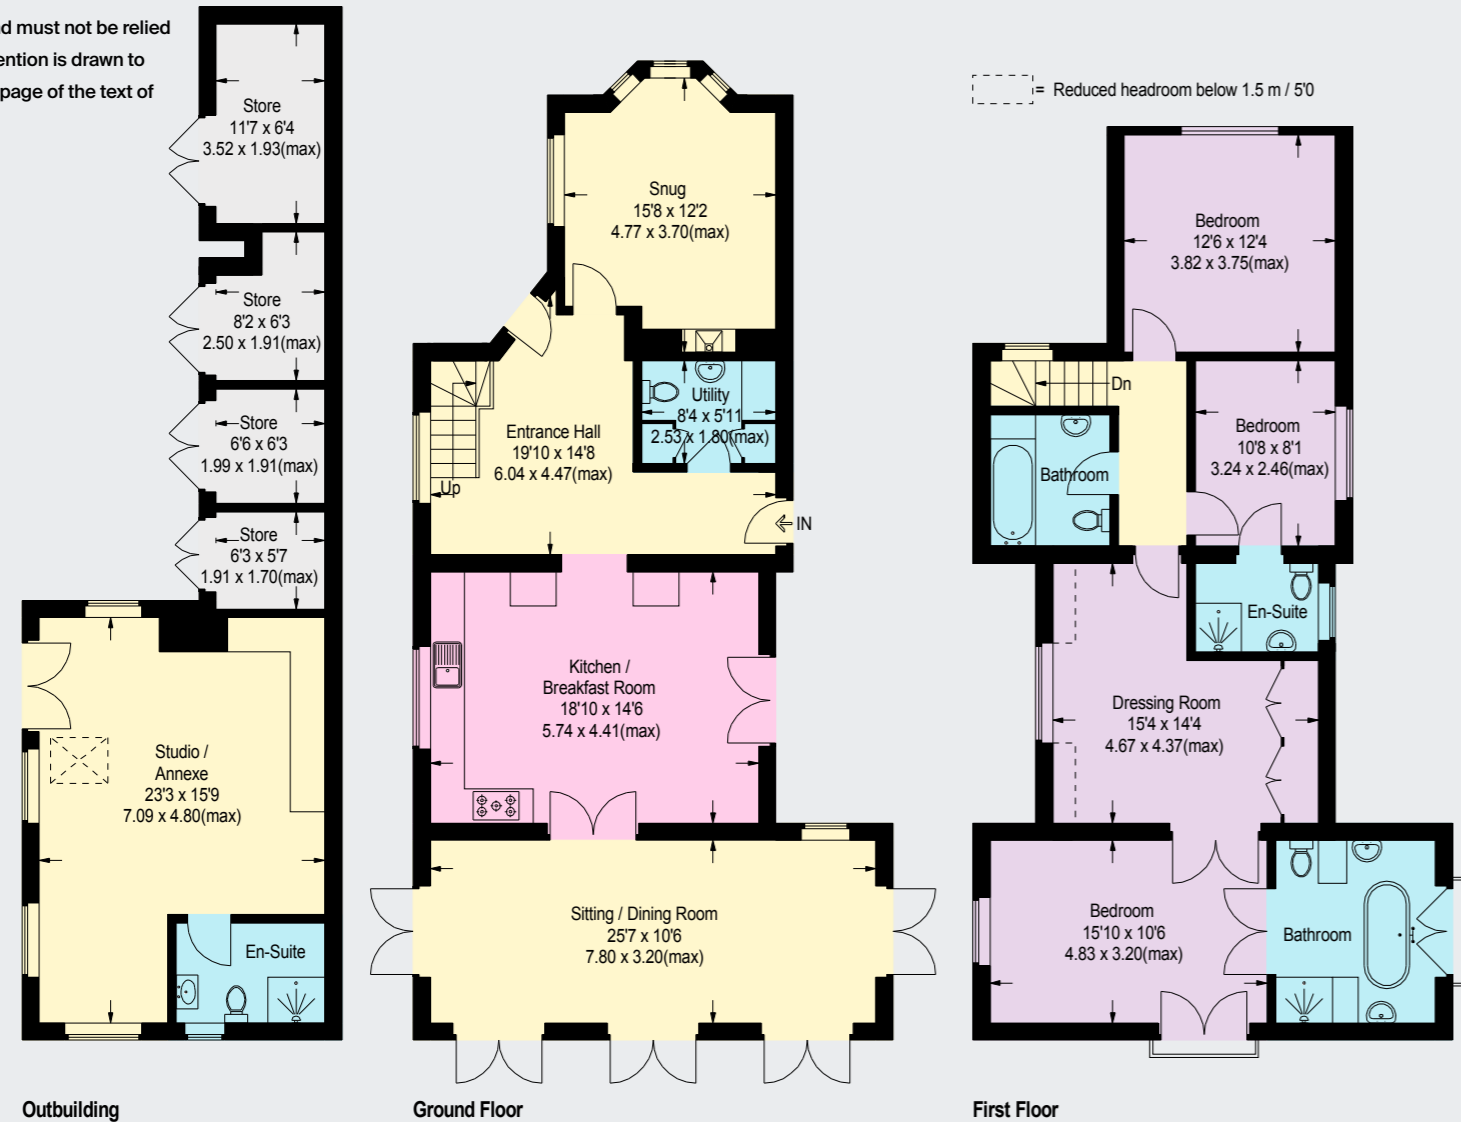 nd must not be relied
ention is drawn to
page of the text of
Store
11'7 x 6'4
3.52 x 1.93(max)
Store
8'2 x 6'3
2.50 x 1.91(max)
Store
6'6 x 6'3
1.99 x 1.91(max)
Store
6'3 x 5'7
1.91 x 1.70(max)
Studio /
Annexe
23'3 x 15'9
7.09 x 4.80(max)
En-Suite
Outbuilding
Snug
15'8 x 12'2
4.77 x 3.70(max)
Utility
8'4 x 5'11
2.53 x 1.80(max)
Entrance Hall
19'10 x 14'8
6.04 x 4.47(max)
Up
IN
Kitchen /
Breakfast Room
18'10 x 14'6
5.74 x 4.41(max)
Sitting / Dining Room
25'7 x 10'6
7.80 x 3.20(max)
Ground Floor
= Reduced headroom below 1.5 m / 5'0
Bedroom
12'6 x 12'4
3.82 x 3.75(max)
Dn
Bedroom
10'8 x 8'1
3.24 x 2.46(max)
Bathroom
En-Suite
Dressing Room
15'4 x 14'4
4.67 x 4.37(max)
Bedroom
15'10 x 10'6
4.83 x 3.20(max)
Bathroom
First Floor